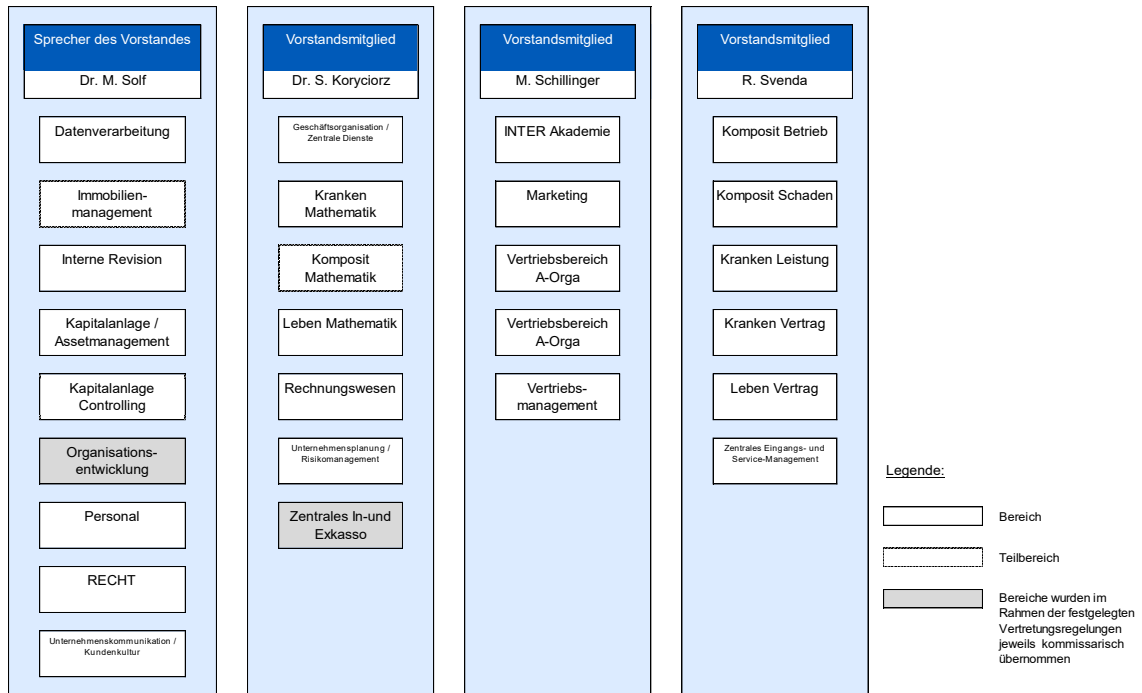 Sprecher des Vorstandes
Dr. M. Solf
Datenverarbeitung
Immobilien-
management
Interne Revision
Kapitalanlage /
Assetmanagement
Kapitalanlage
Controlling
Organisations-
entwicklung
Personal
RECHT
Unternehmenskommunikation /
Kundenkultur
Vorstandsmitglied
Dr. S. Koryciorz
Geschäftsorganisation /
Zentrale Dienste
Kranken
Mathematik
Komposit
Mathematik
Leben Mathematik
Rechnungswesen
Unternehmensplanung /
Risikomanagement
Zentrales In-und
Exkasso
Vorstandsmitglied
M. Schillinger
INTER Akademie
Marketing
Vertriebsbereich
A-Orga
Vertriebsbereich
A-Orga
Vertriebs-
management
Vorstandsmitglied
R. Svenda
Komposit Betrieb
Komposit Schaden
Kranken Leistung
Kranken Vertrag
Leben Vertrag
Zentrales Eingangs- und
Service-Management
Legende:
Bereich
Teilbereich
Bereiche wurden im
Rahmen der festgelegten
Vertretungsregelungen
jeweils kommissarisch
übernommen